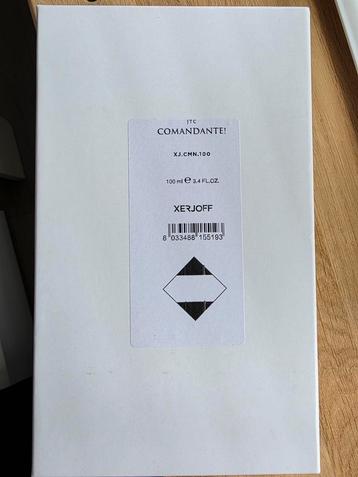 JTC
COMANDANTE!
XJ.CMN.100
100 ml ℮ 3.4 FL.OZ.
XERJOFF
8 033488 155193